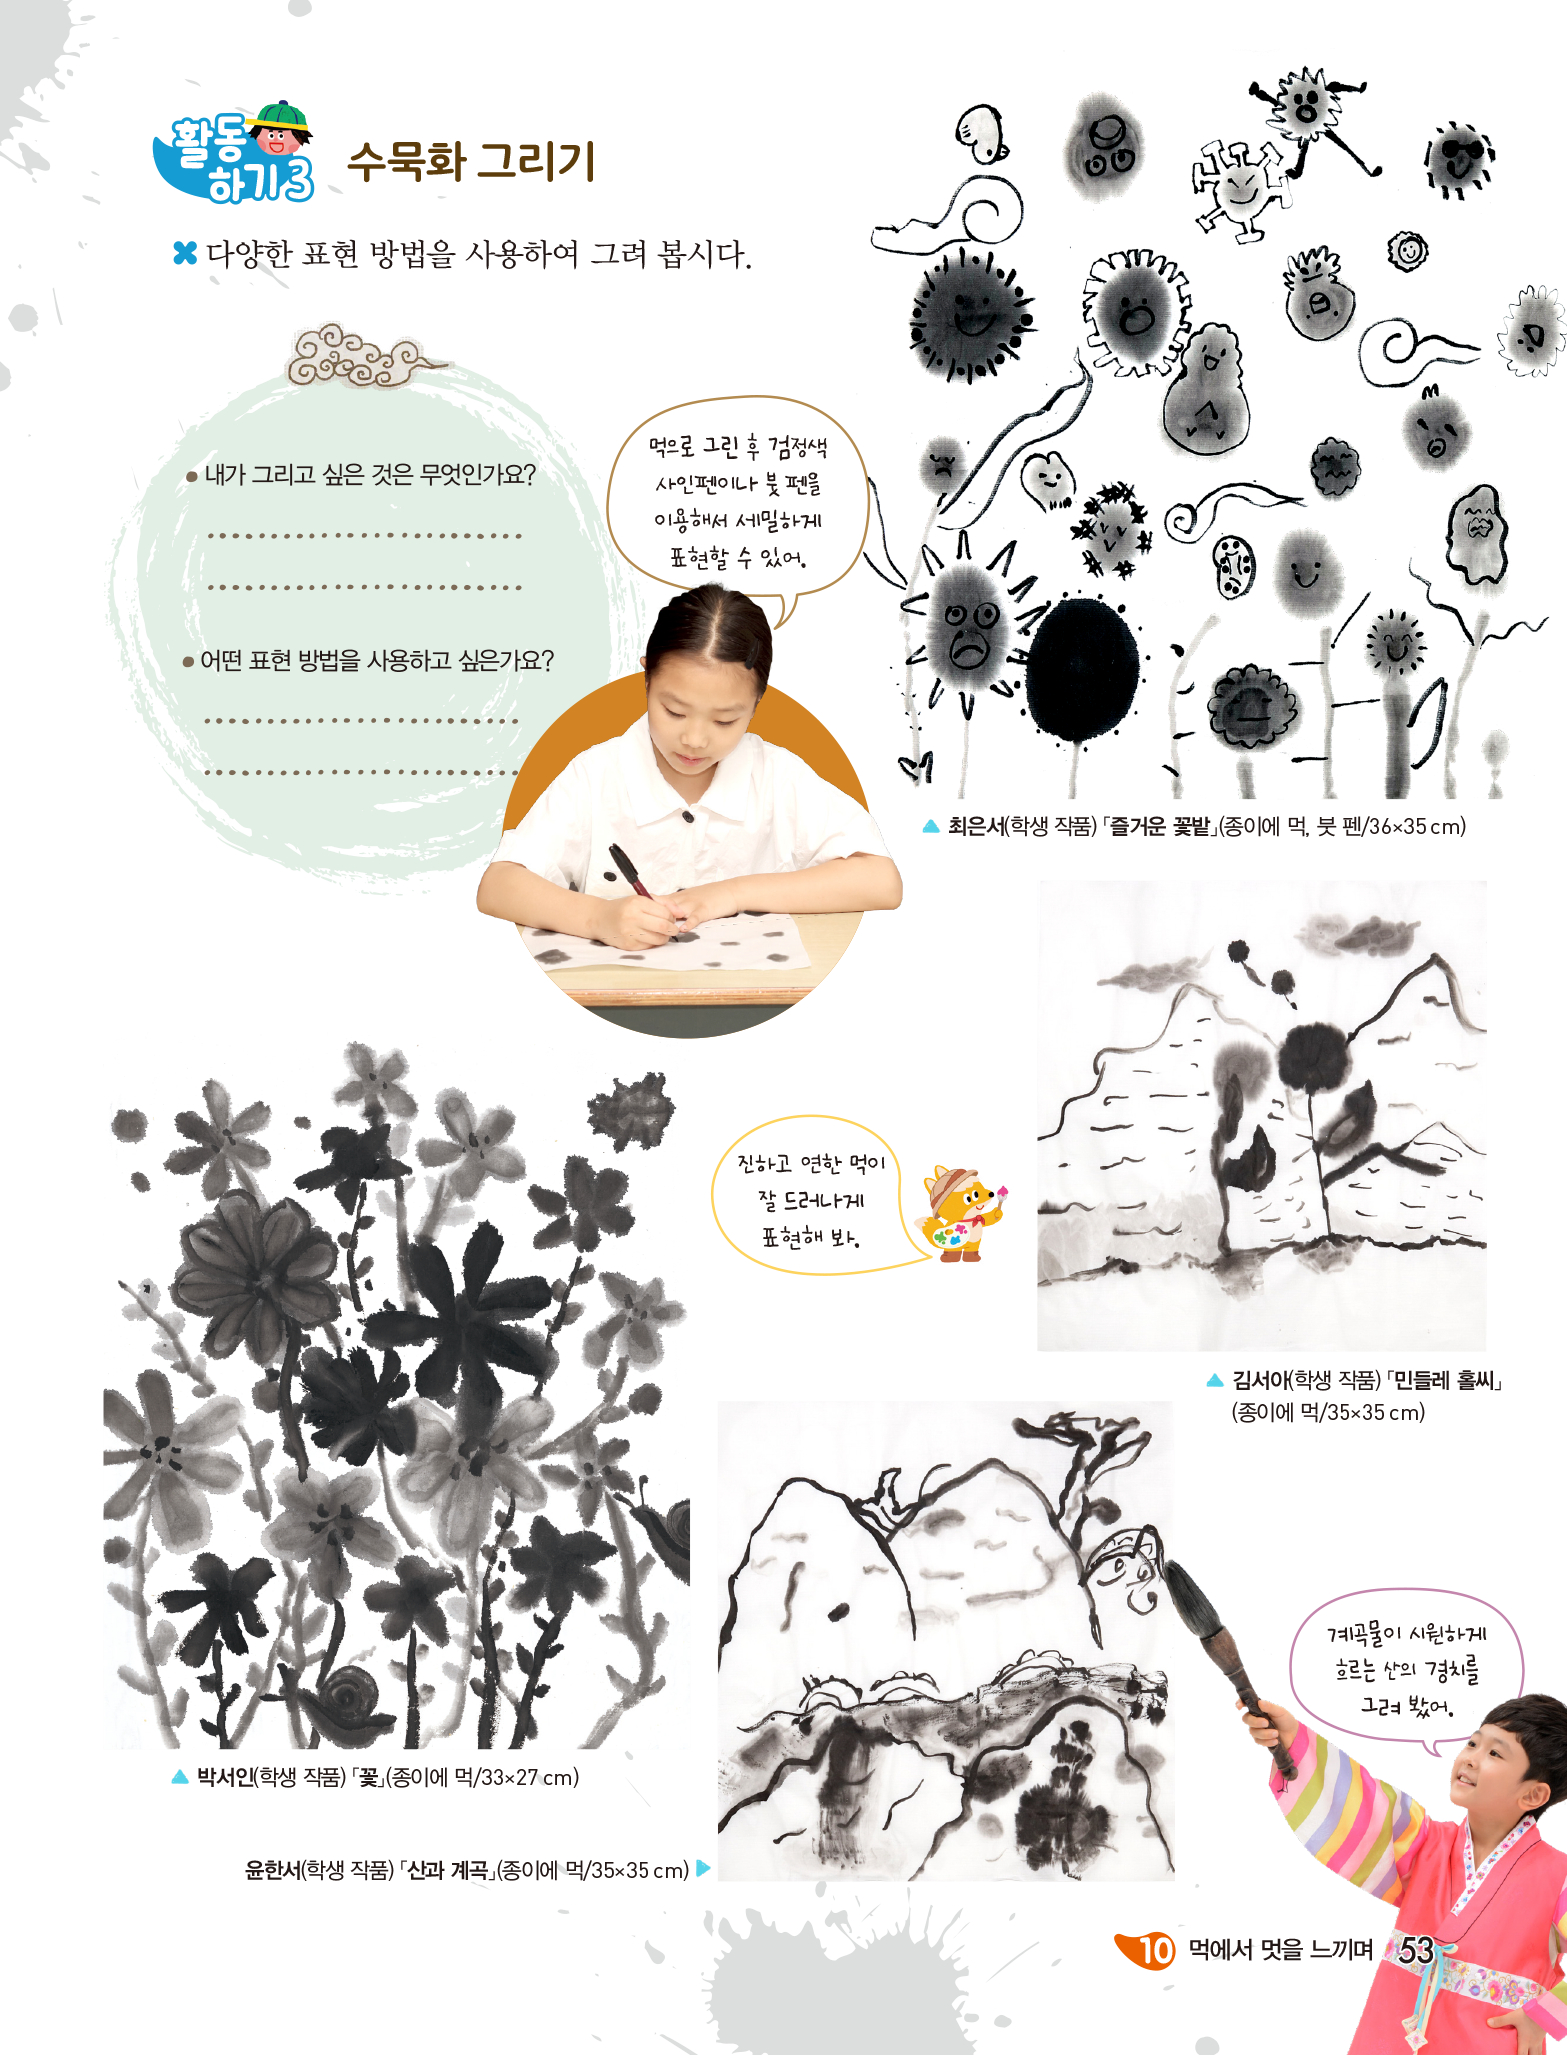 활동
하기 3
수묵화 그리기
다양한 표현 방법을 사용하여 그려 봅시다.
• 내가 그리고 싶은 것은 무엇인가요?
• 어떤 표현 방법을 사용하고 싶은가요?
먹으로 그린 후 검정색
사인펜이나 붓 펜을
이용해서 세밀하게
표현할 수 있어.
최은서(학생 작품) 「즐거운 꽃밭」(종이에 먹, 붓 펜/36×35cm)
진하고 연한 먹이
잘 드러나게
표현해 봐.
김서아(학생 작품) 「민들레 홀씨」
(종이에 먹/35×35cm)
박서인(학생 작품) 「꽃」(종이에 먹/33×27cm)
윤한서(학생 작품) 「산과 계곡」(종이에 먹/35×35cm)
계곡물이 시원하게
흐르는 산의 경치를
그려 봤어.
10 먹에서 멋을 느끼며 53